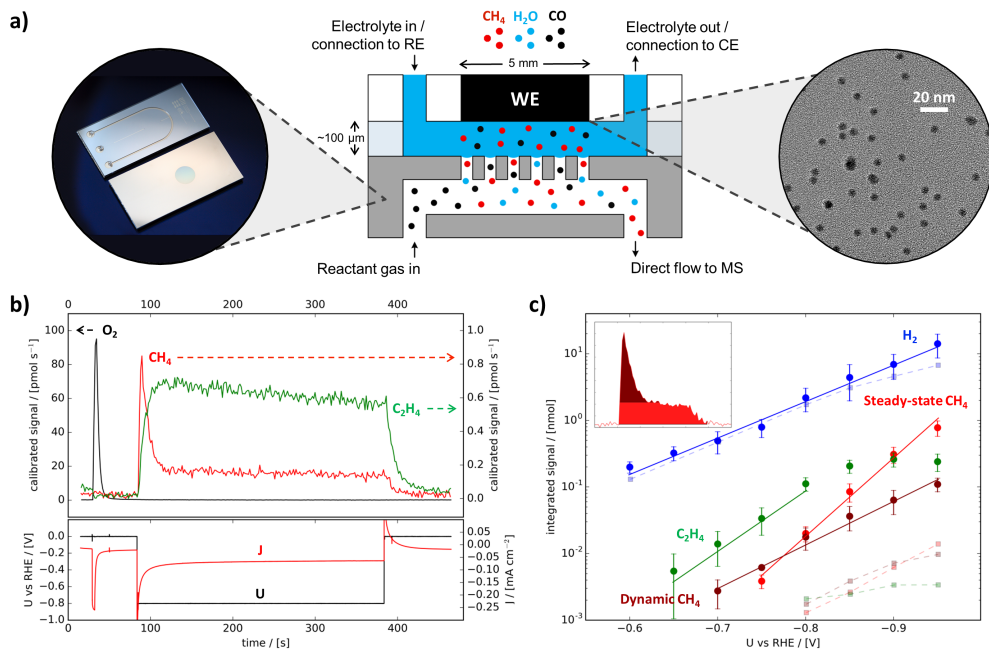 a)
Electrolyte in /
connection to RE
CH₄ H₂O CO
Electrolyte out /
connection to CE
5 mm
WE
~100 µm
20 nm
Reactant gas in
Direct flow to MS
b)
0 100 200 300 400
O₂
CH₄
C₂H₄
calibrated signal / [pmol s⁻¹]
100
80
60
40
20
0
calibrated signal / [pmol s⁻¹]
1.0
0.8
0.6
0.4
0.2
0.0
U vs RHE / [V]
0.0
−0.2
−0.4
−0.6
−0.8
−1.0
J
U
J / [mA cm⁻²]
0.05
0.00
−0.05
−0.10
−0.15
−0.20
−0.25
0 100 200 300 400
time / [s]
c)
integrated signal / [nmol]
10¹
10⁰
10⁻¹
10⁻²
10⁻³
H₂
Steady-state CH₄
C₂H₄
Dynamic CH₄
−0.6 −0.7 −0.8 −0.9
U vs RHE / [V]